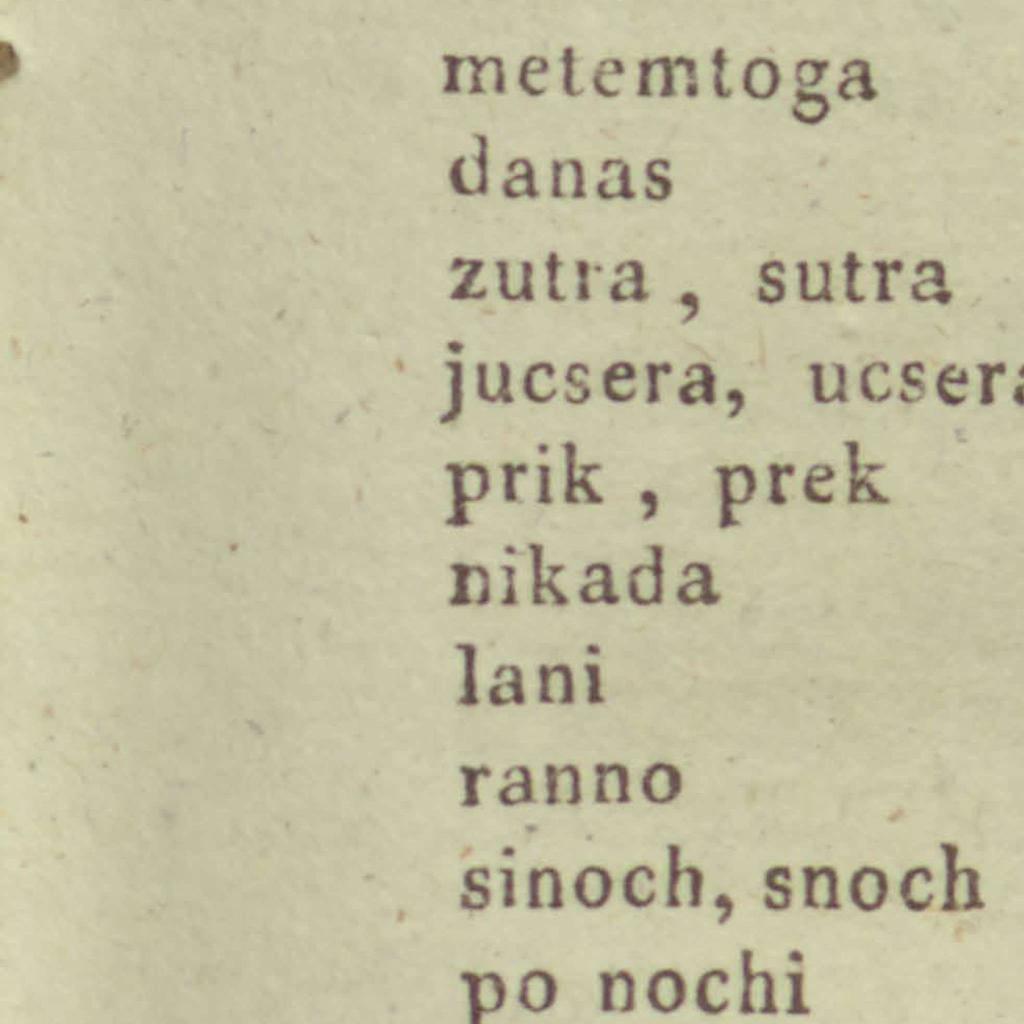 metemtoga
danas
zutra, sutra
jucsera, ucsera
prik, prek
nikada
lani
ranno
sinoch, snoch
po nochi